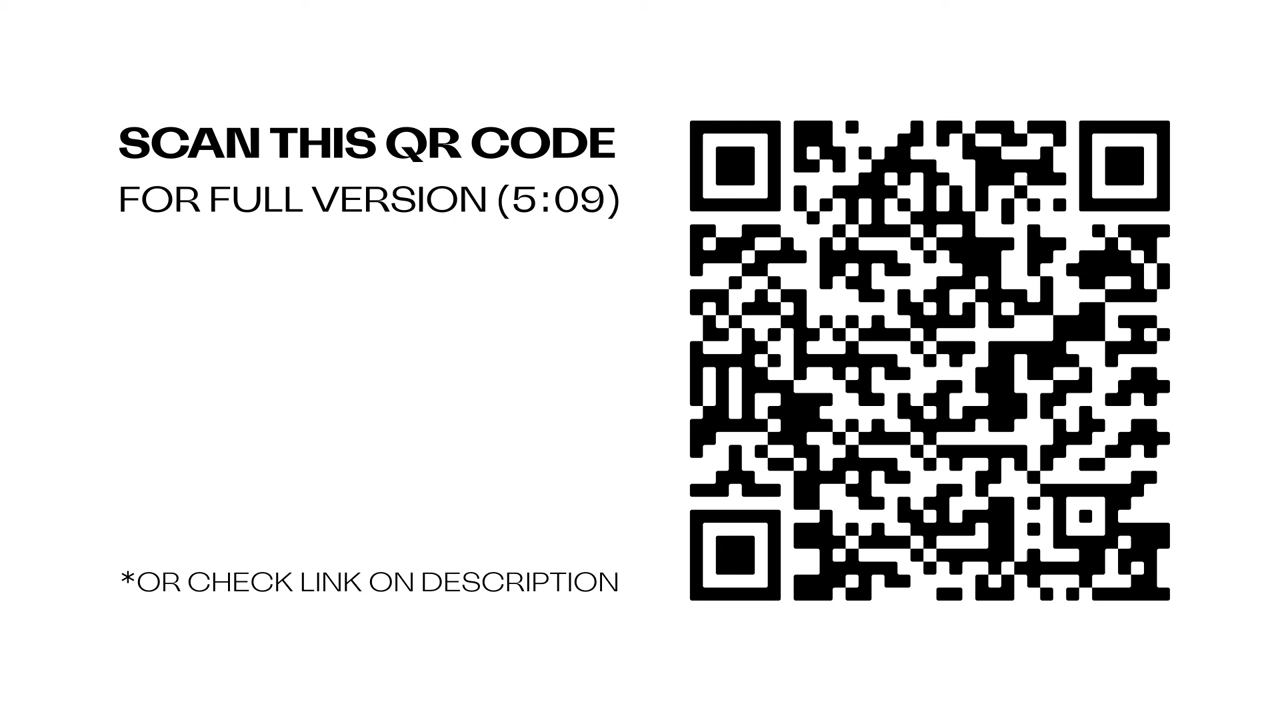 SCAN THIS QR CODE
FOR FULL VERSION (5:09)
*OR CHECK LINK ON DESCRIPTION